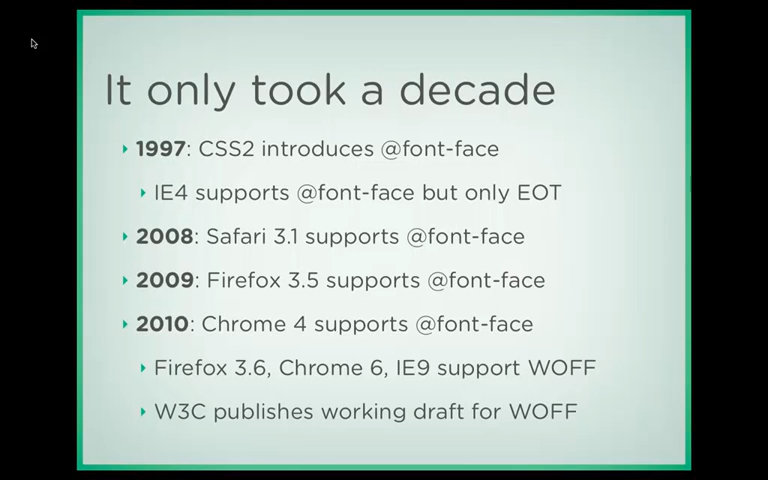 It only took a decade
1997: CSS2 introduces @font-face
IE4 supports @font-face but only EOT
2008: Safari 3.1 supports @font-face
2009: Firefox 3.5 supports @font-face
2010: Chrome 4 supports @font-face
Firefox 3.6, Chrome 6, IE9 support WOFF
W3C publishes working draft for WOFF